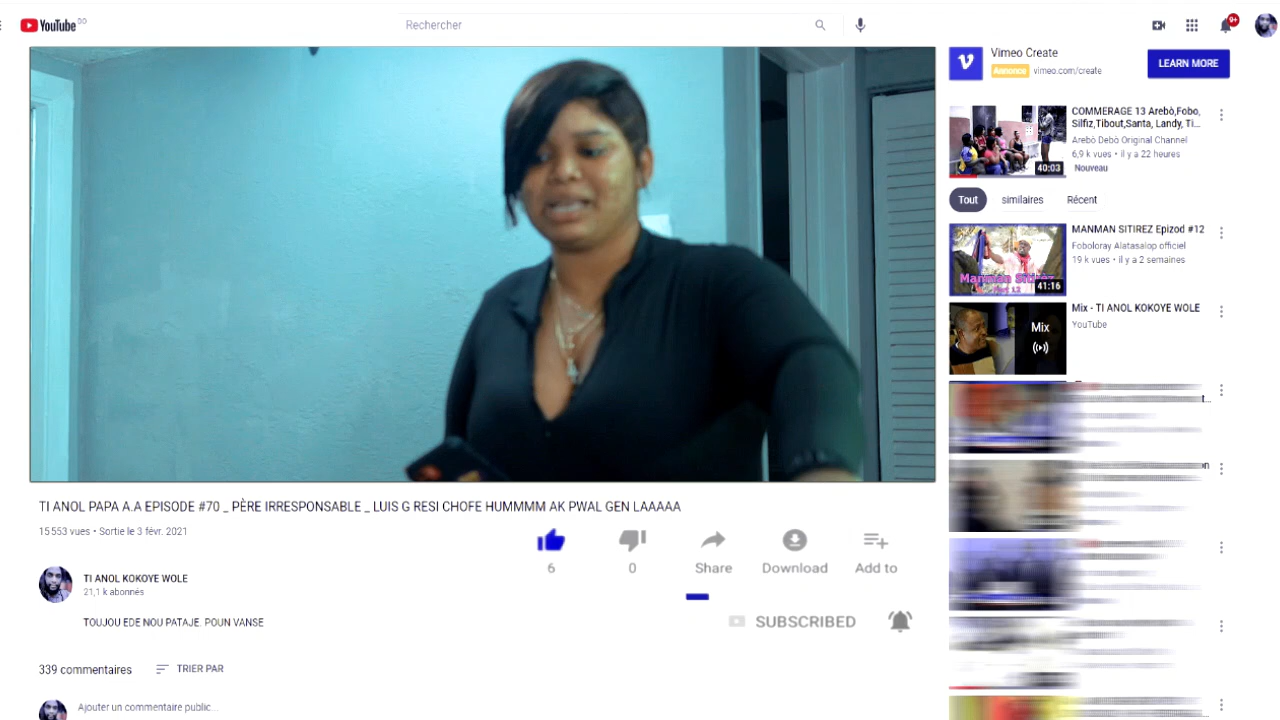 YouTube DO
Rechercher
9+
Vimeo Create
Annonce vimeo.com/create
LEARN MORE
COMMERAGE 13 Arebò,Fobo,
Silfiz,Tibout,Santa, Landy, Ti...
Arebò Debò Original Channel
6,9 k vues • il y a 22 heures
Nouveau
40:03
Tout
similaires
Récent
MANMAN SITIREZ Epizod #12
Foboloray Alatasaiop officiel
19 k vues • il y a 2 semaines
41:16
Mix - TI ANOL KOKOYE WOLE
YouTube
Mix
TI ANOL PAPA A.A EPISODE #70 _ PÈRE IRRESPONSABLE _ LUIS G RESI CHOFE HUMMMM AK PWAL GEN LAAAAA
15 553 vues • Sortie le 3 févr. 2021
6
0
Share
Download
Add to
TI ANOL KOKOYE WOLE
21,1 k abonnés
SUBSCRIBED
TOUJOU EDE NOU PATAJE. POUN VANSE
339 commentaires
TRIER PAR
Ajouter un commentaire public...